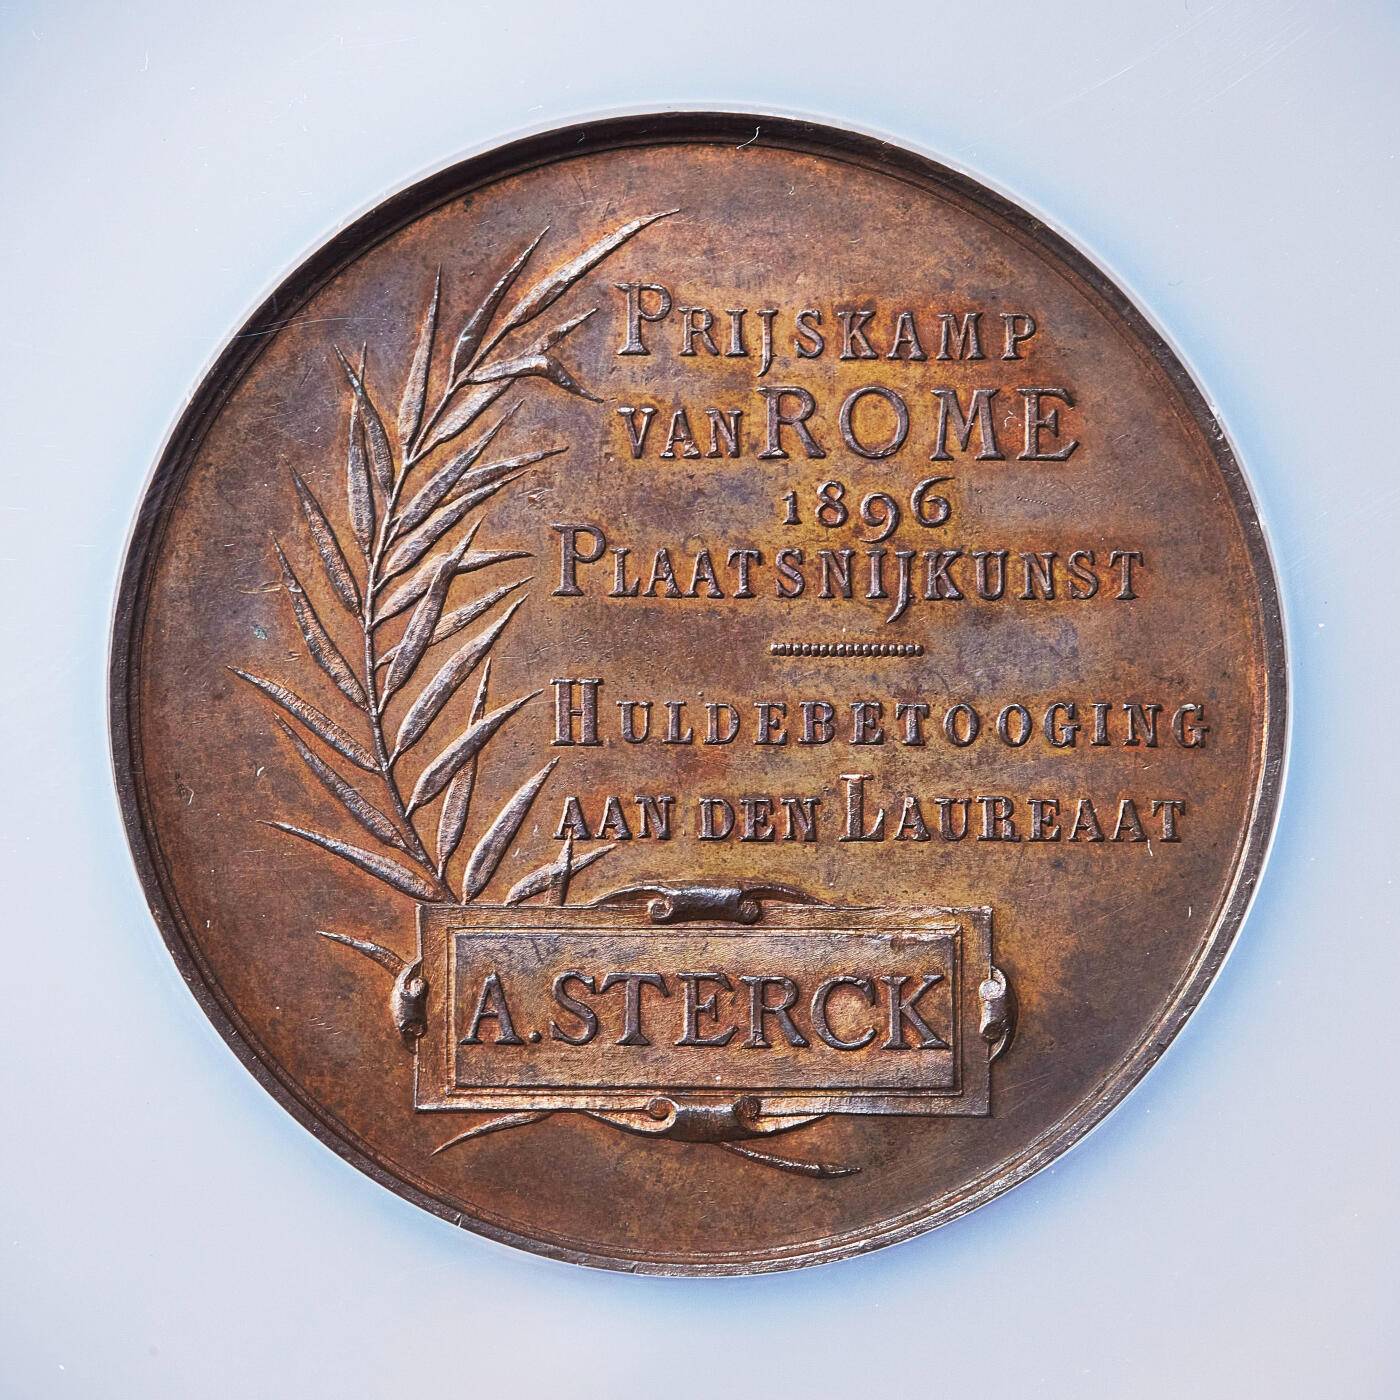 PRIJSKAMP
VAN ROME
1896
PLAATSNIJKUNST
HULDEBETOOGING
AAN DEN LAUREAAT
A. STERCK